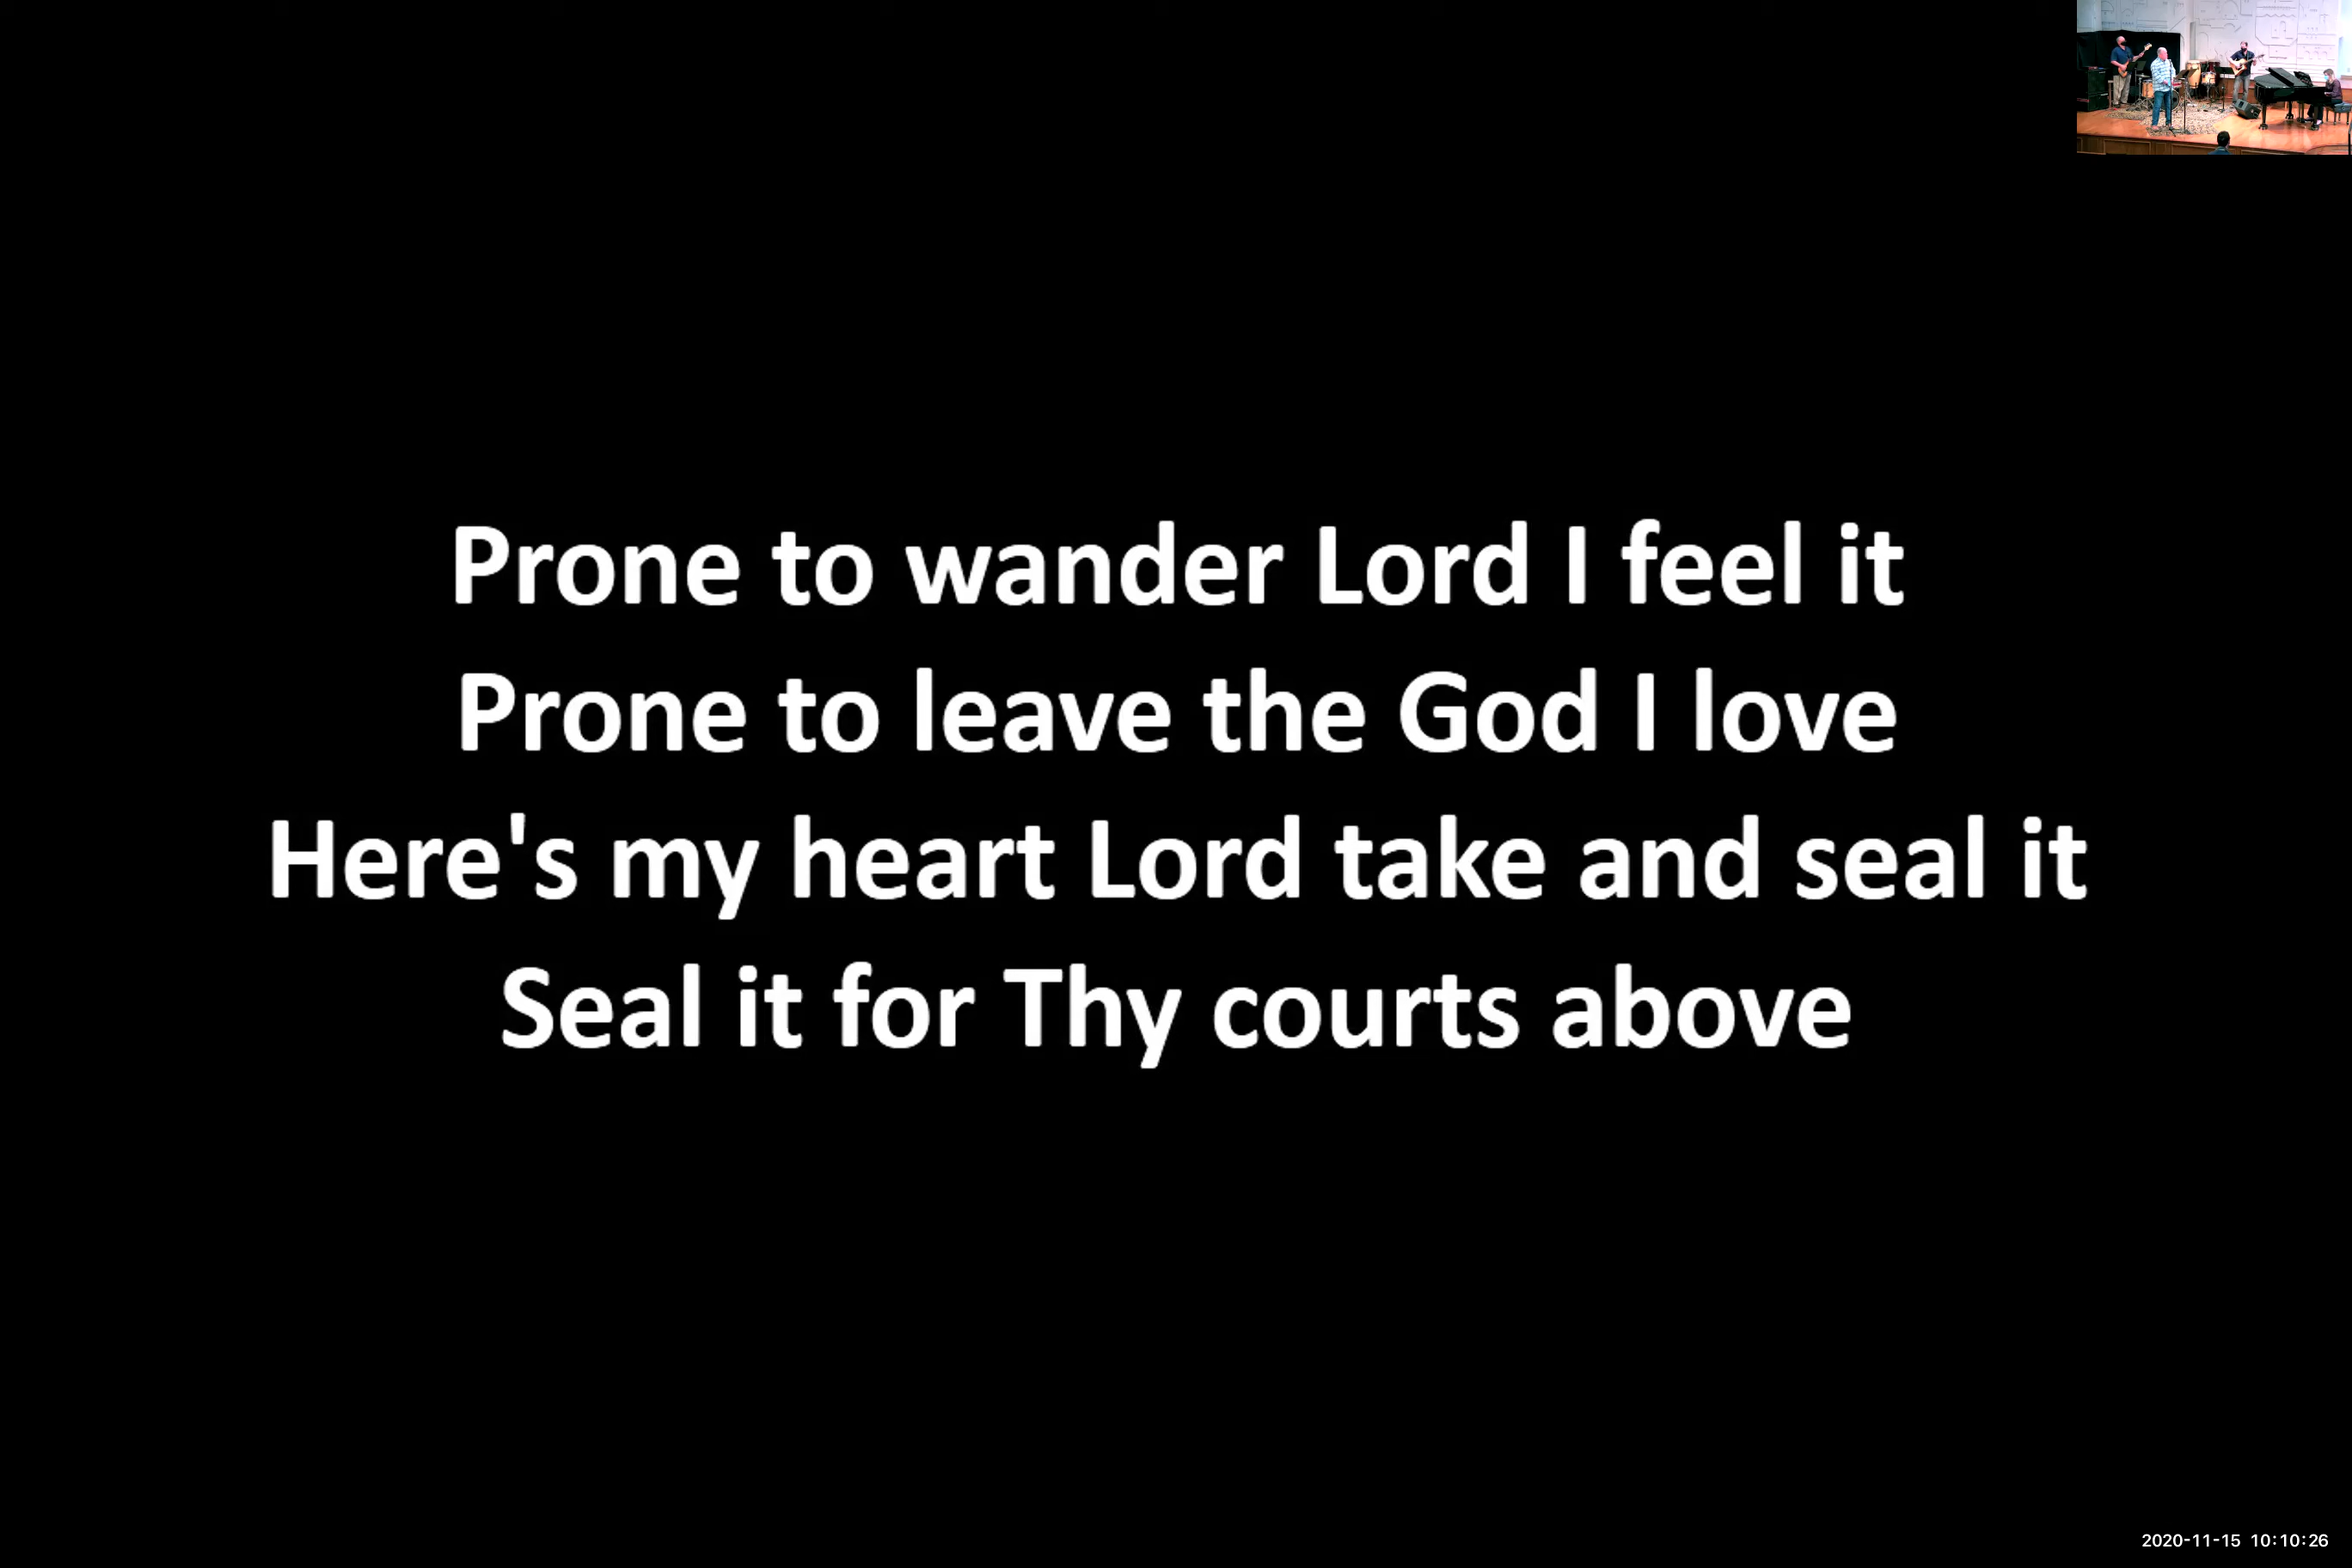 Prone to wander Lord I feel it
Prone to leave the God I love
Here's my heart Lord take and seal it
Seal it for Thy courts above
2020-11-15 10:10:26